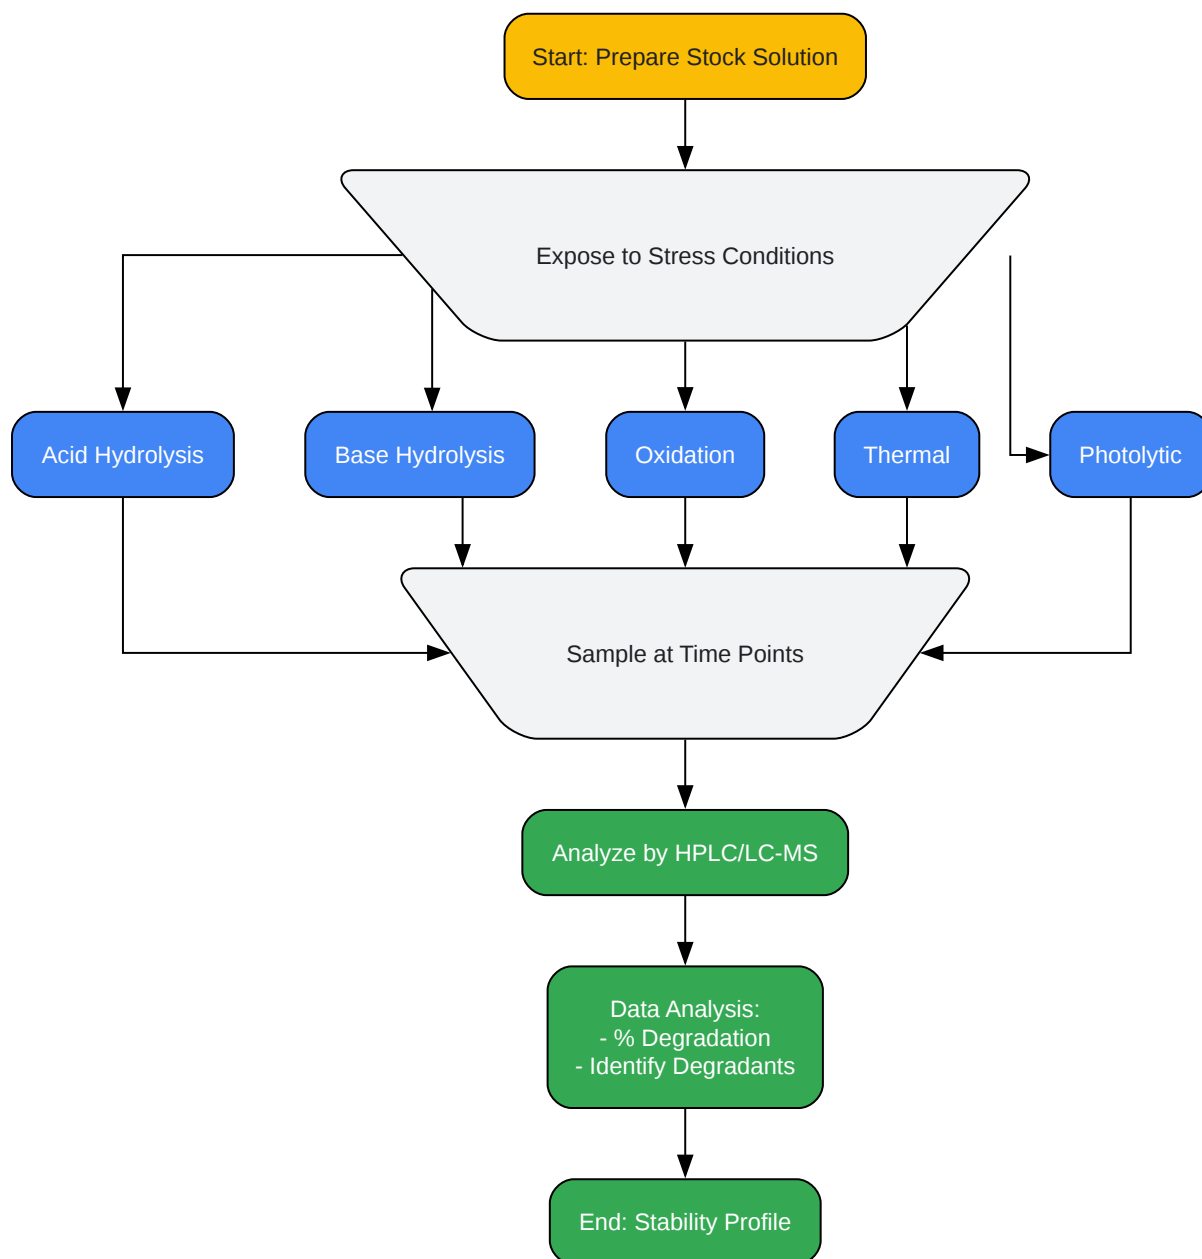 Start: Prepare Stock Solution
Expose to Stress Conditions
Acid Hydrolysis
Base Hydrolysis
Oxidation
Thermal
Photolytic
Sample at Time Points
Analyze by HPLC/LC-MS
Data Analysis:
- % Degradation
- Identify Degradants
End: Stability Profile